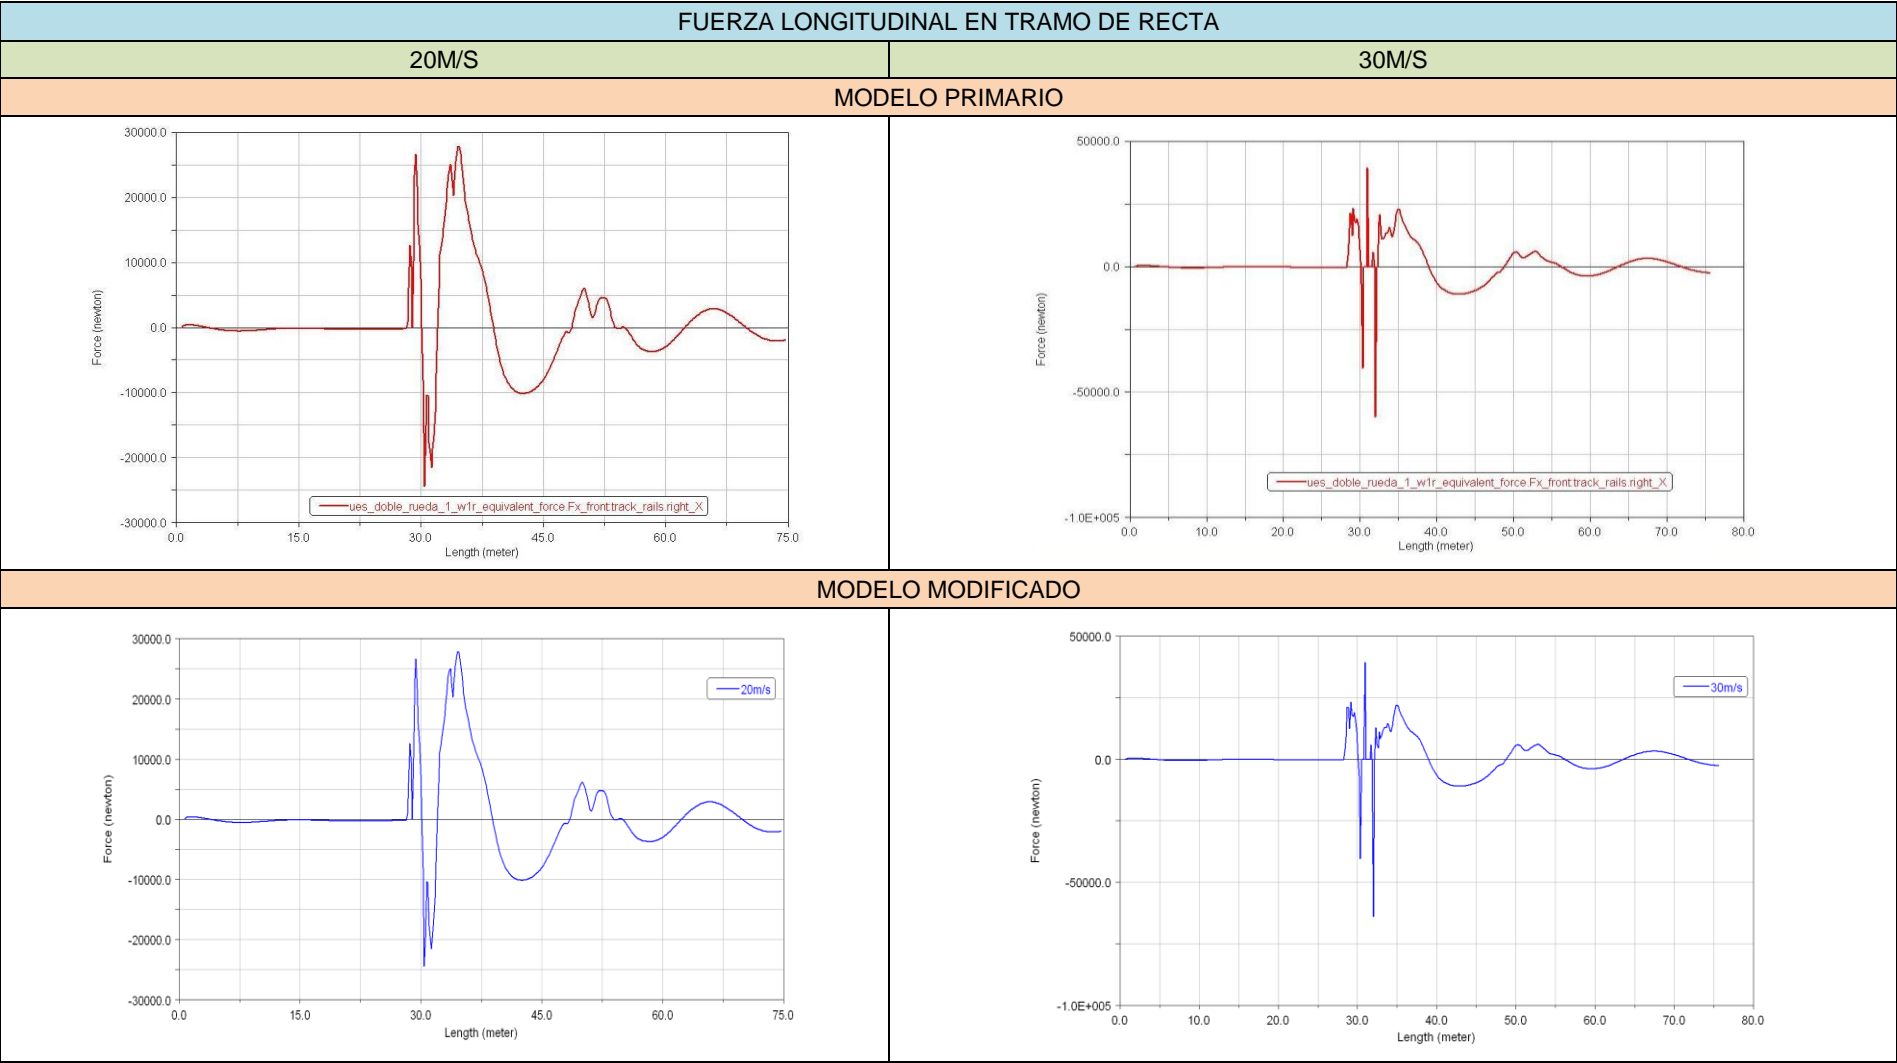 FUERZA LONGITUDINAL EN TRAMO DE RECTA
20M/S
30M/S
MODELO PRIMARIO
30000.0
20000.0
10000.0
0.0
-10000.0
-20000.0
-30000.0
Force (newton)
ues_doble_rueda_1_w1r_equivalent_force.Fx_front:track_rails.right_X
0.0 15.0 30.0 45.0 60.0 75.0
Length (meter)
50000.0
0.0
-50000.0
-1.0E+005
Force (newton)
ues_doble_rueda_1_w1r_equivalent_force.Fx_front:track_rails.right_X
0.0 10.0 20.0 30.0 40.0 50.0 60.0 70.0 80.0
Length (meter)
MODELO MODIFICADO
30000.0
20000.0
10000.0
0.0
-10000.0
-20000.0
-30000.0
Force (newton)
20m/s
0.0 15.0 30.0 45.0 60.0 75.0
Length (meter)
50000.0
0.0
-50000.0
-1.0E+005
Force (newton)
30m/s
0.0 10.0 20.0 30.0 40.0 50.0 60.0 70.0 80.0
Length (meter)